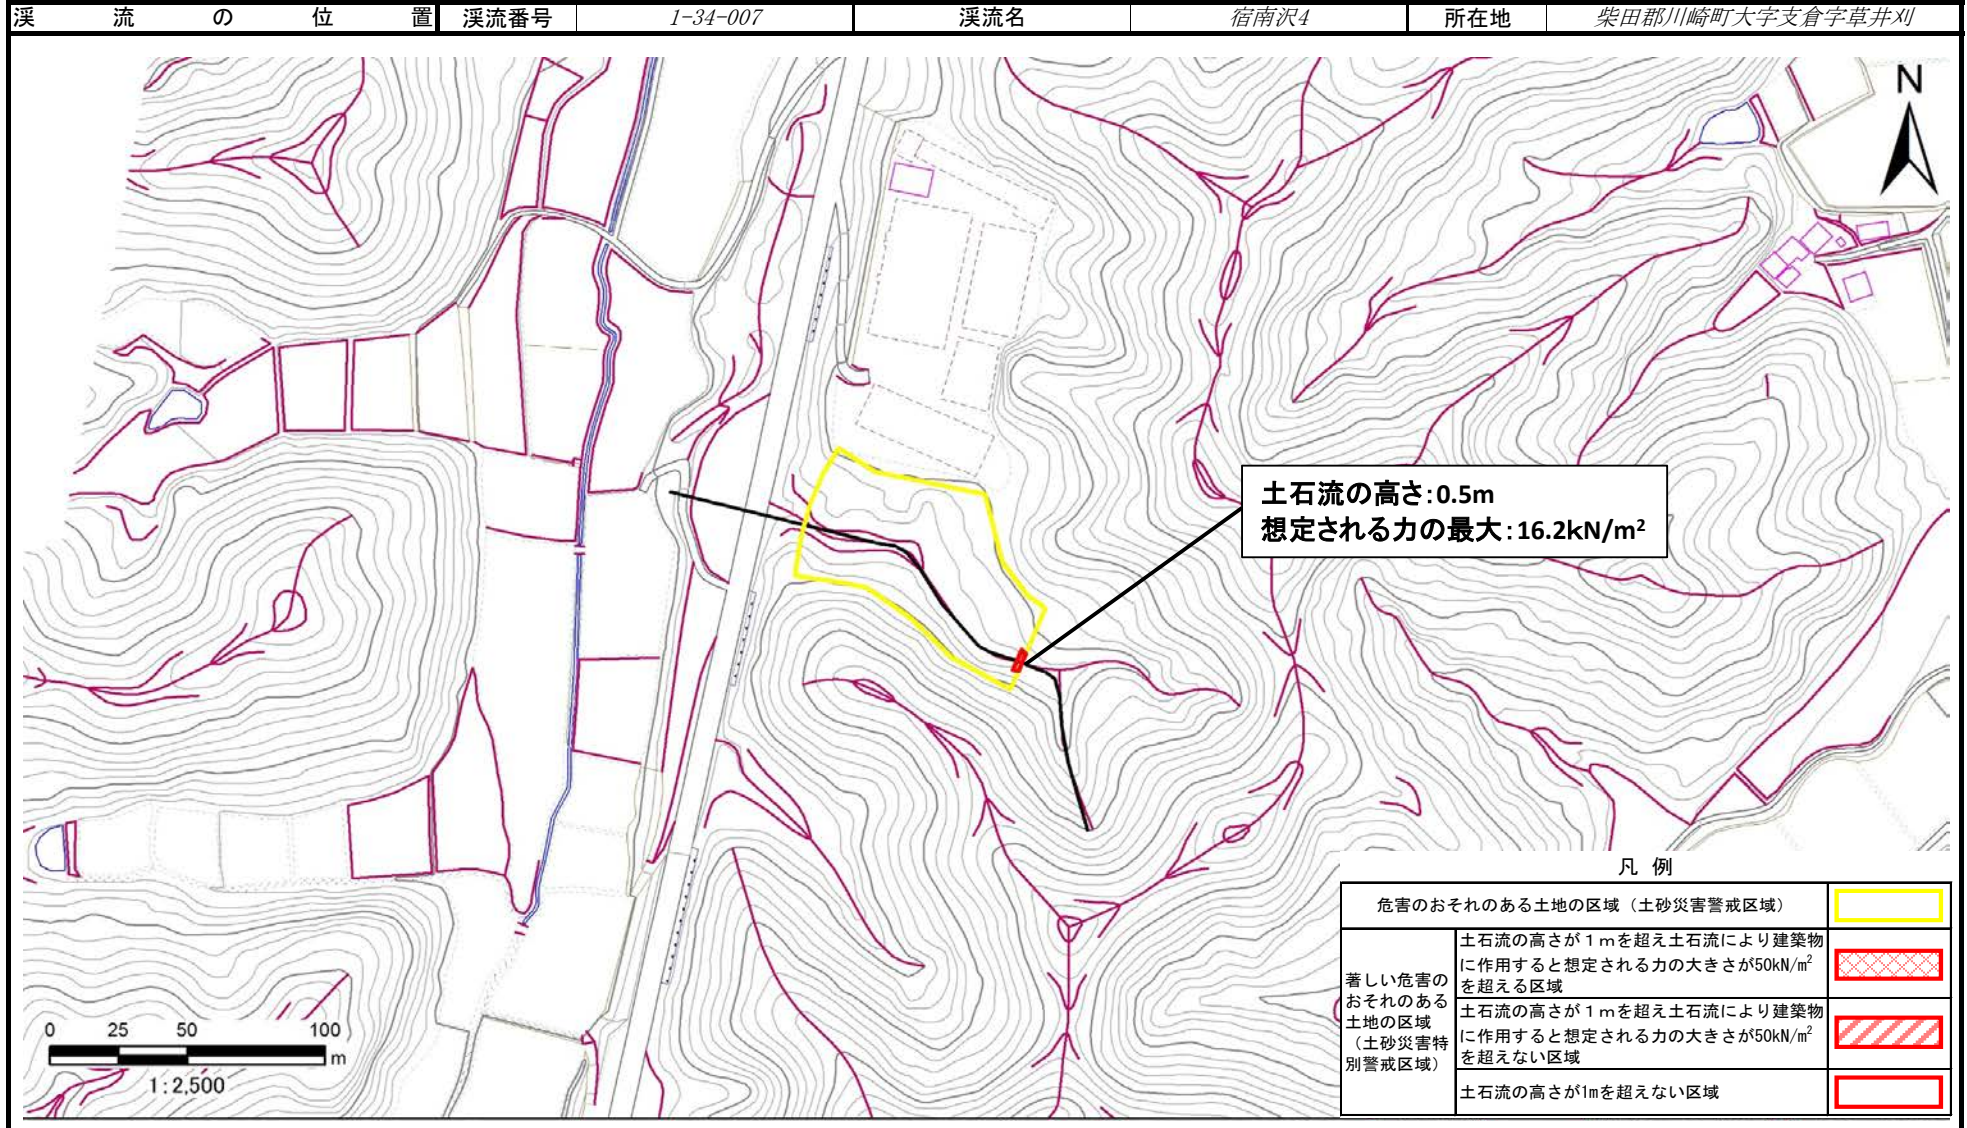 渓流の位置 渓流番号 1-34-007 渓流名 宿南沢4 所在地 柴田郡川崎町大字支倉字草井刈
N
土石流の高さ:0.5m
想定される力の最大:16.2kN/m²
凡例
危害のおそれのある土地の区域（土砂災害警戒区域）
著しい危害の
おそれのある
土地の区域
（土砂災害特
別警戒区域）
土石流の高さが１ｍを超え土石流により建築物
に作用すると想定される力の大きさが50kN/m²
を超える区域
土石流の高さが１ｍを超え土石流により建築物
に作用すると想定される力の大きさが50kN/m²
を超えない区域
土石流の高さが1mを超えない区域
0 25 50 100
m
1:2,500